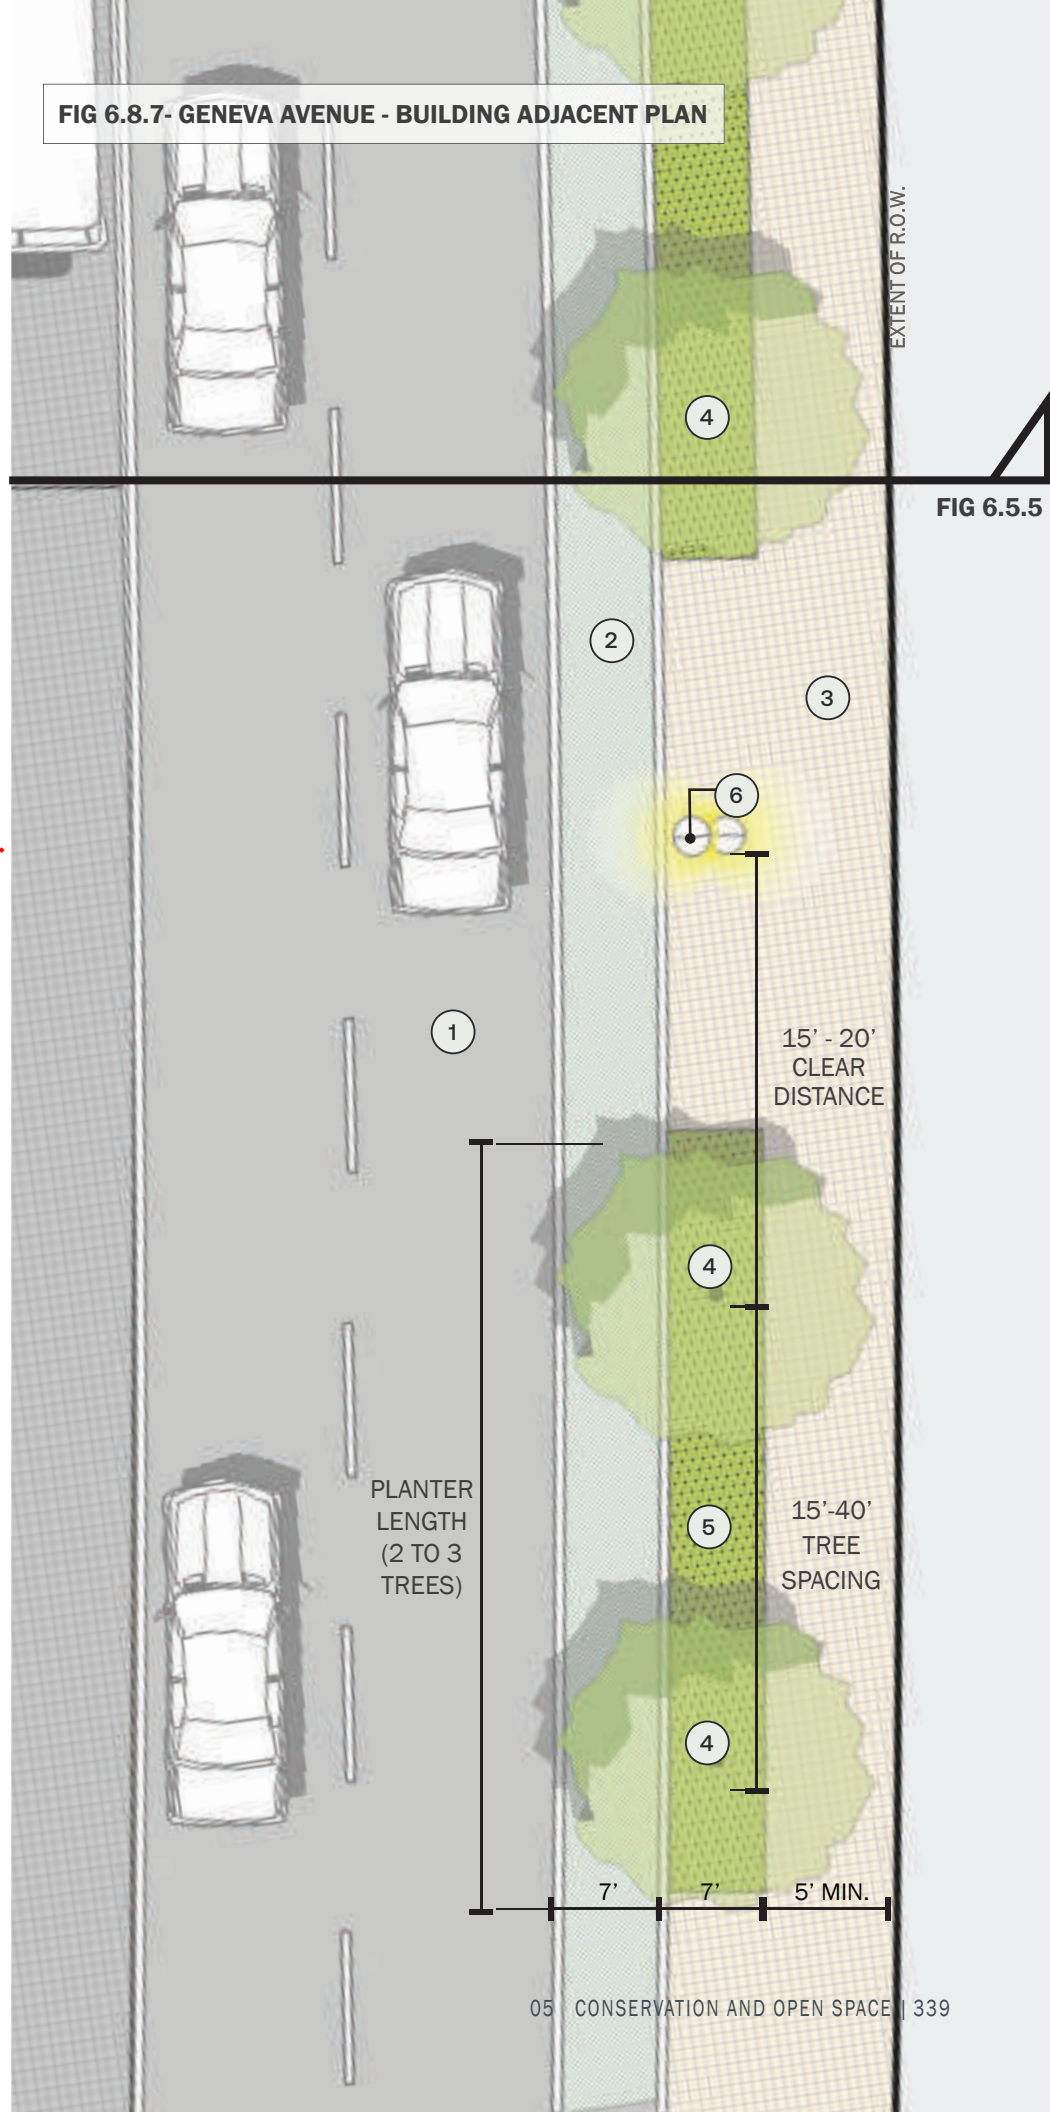 FIG 6.8.7- GENEVA AVENUE - BUILDING ADJACENT PLAN
EXTENT OF R.O.W.
4
FIG 6.5.5
2
3
6
1
15’ - 20’
CLEAR
DISTANCE
4
PLANTER
LENGTH
(2 TO 3
TREES)
5
15’-40’
TREE
SPACING
4
7’
7’
5’ MIN.
05 CONSERVATION AND OPEN SPACE | 339